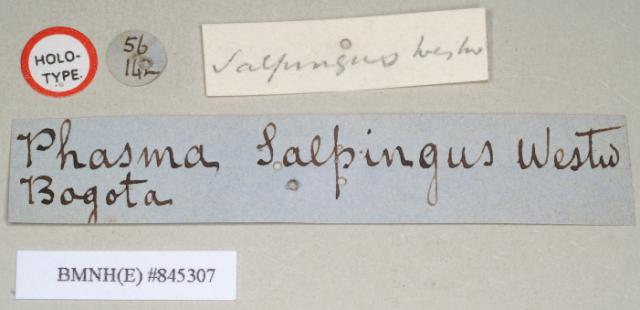 HOLO-
TYPE.
56
142
Salpingus Westw
Phasma Salpingus Westw
Bogota
BMNH(E) #845307